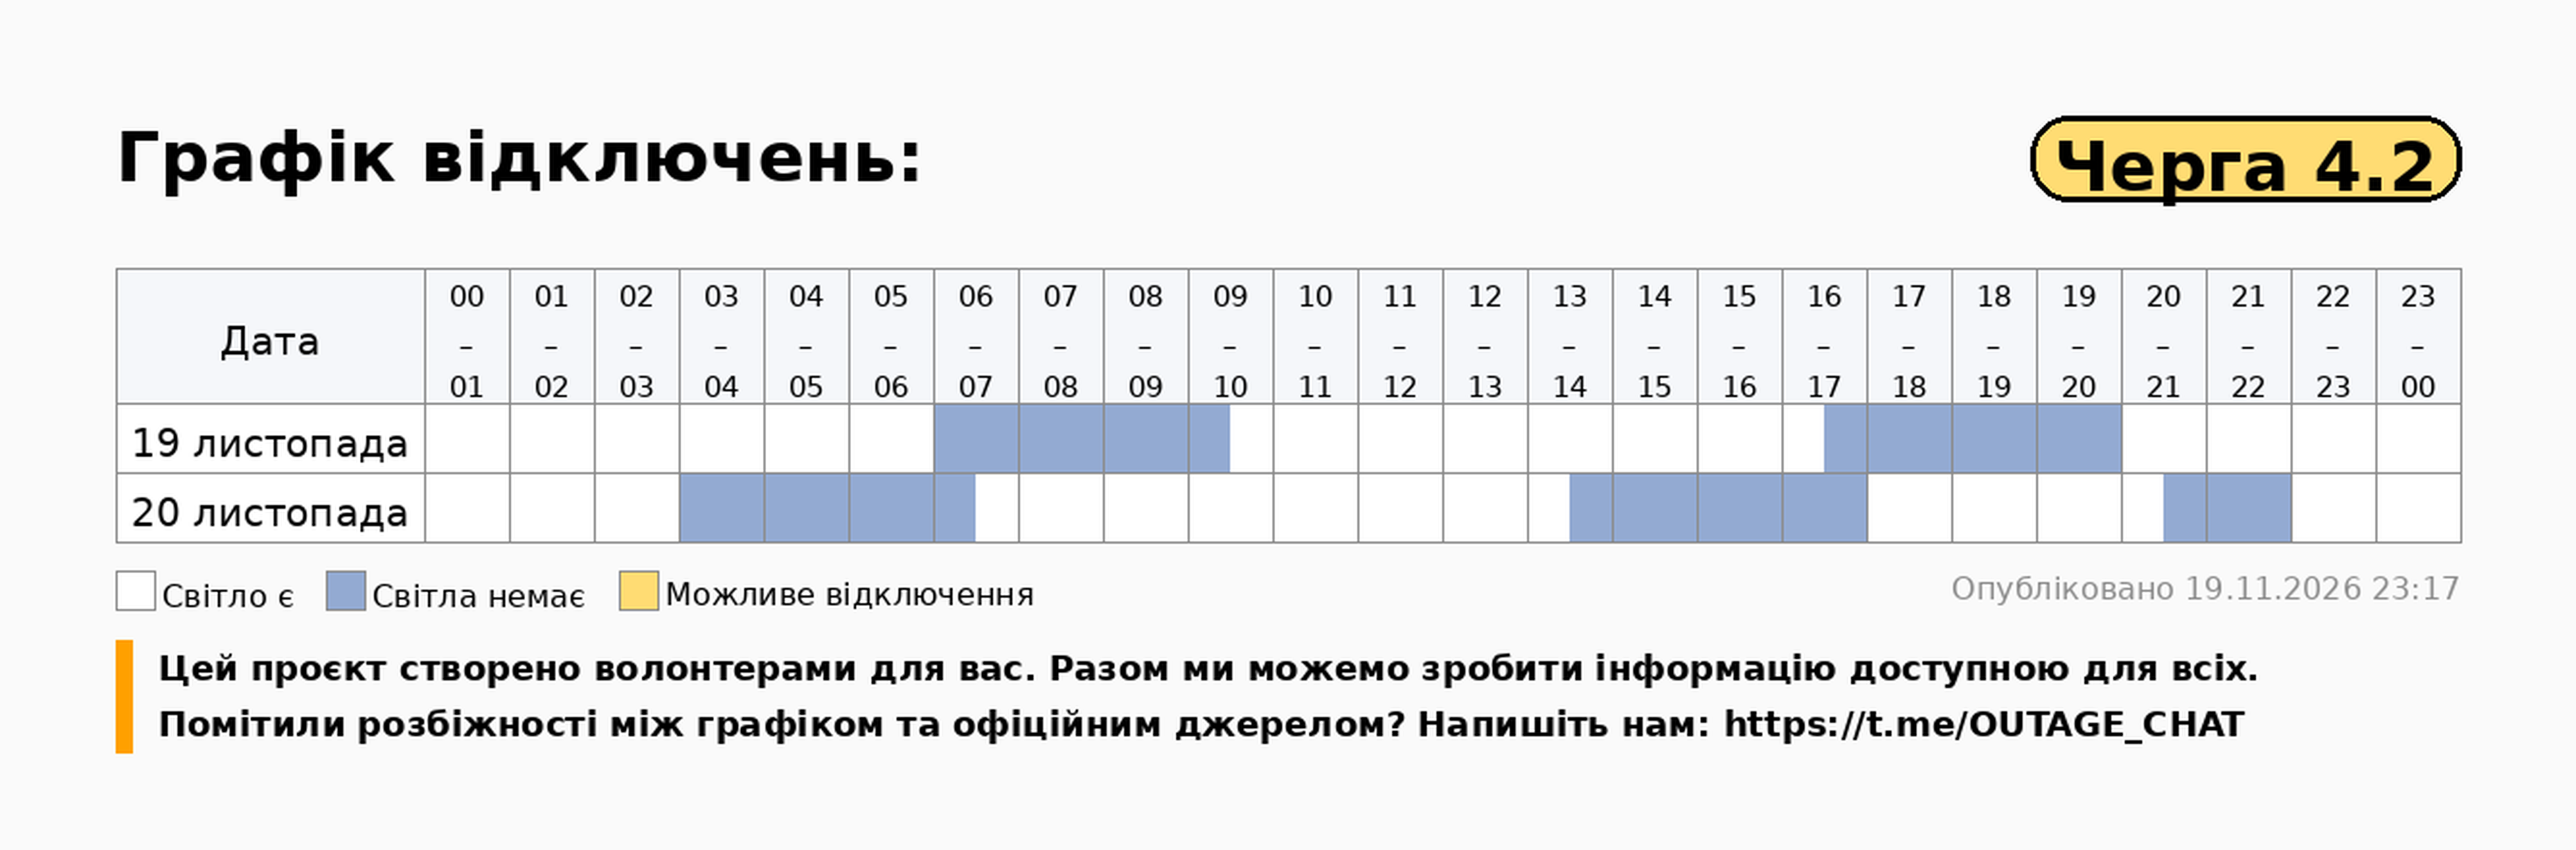 Графік відключень:
Черга 4.2
Дата 00 – 01 01 – 02 02 – 03 03 – 04 04 – 05 05 – 06 06 – 07 07 – 08 08 – 09 09 – 10 10 – 11 11 – 12 12 – 13 13 – 14 14 – 15 15 – 16 16 – 17 17 – 18 18 – 19 19 – 20 20 – 21 21 – 22 22 – 23 23 – 00
19 листопада
20 листопада
Світло є Світла немає Можливе відключення
Опубліковано 19.11.2026 23:17
Цей проєкт створено волонтерами для вас. Разом ми можемо зробити інформацію доступною для всіх.
Помітили розбіжності між графіком та офіційним джерелом? Напишіть нам: https://t.me/OUTAGE_CHAT